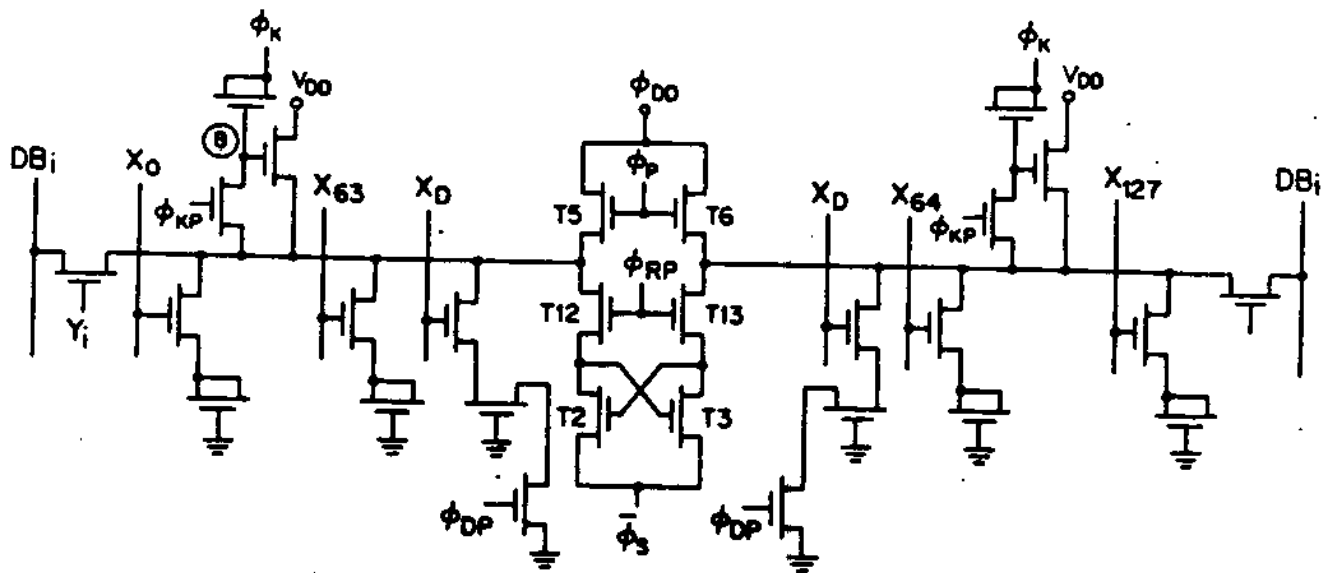 ϕK
VDD
B
DBi
X0
ϕKP
X63
XD
Yi
ϕDP
ϕDD
ϕP
T5
T6
ϕRP
T12
T13
T2
T3
ϕ̄S
ϕK
VDD
XD
X64
ϕKP
X127
DBi
ϕDP